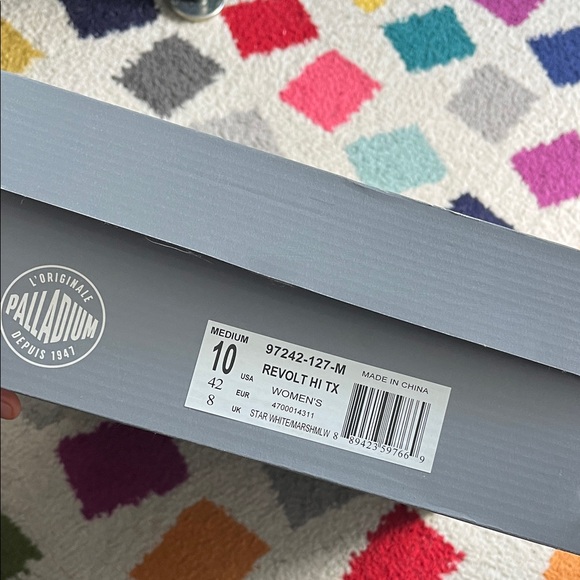 L'ORIGINALE
PALLADIUM
DEPUIS 1947
MEDIUM
10 USA
42 EUR
8 UK
97242-127-M
REVOLT HI TX
WOMEN'S
4700014311
STAR WHITE/MARSHMLW
MADE IN CHINA
8 89423 59766 9